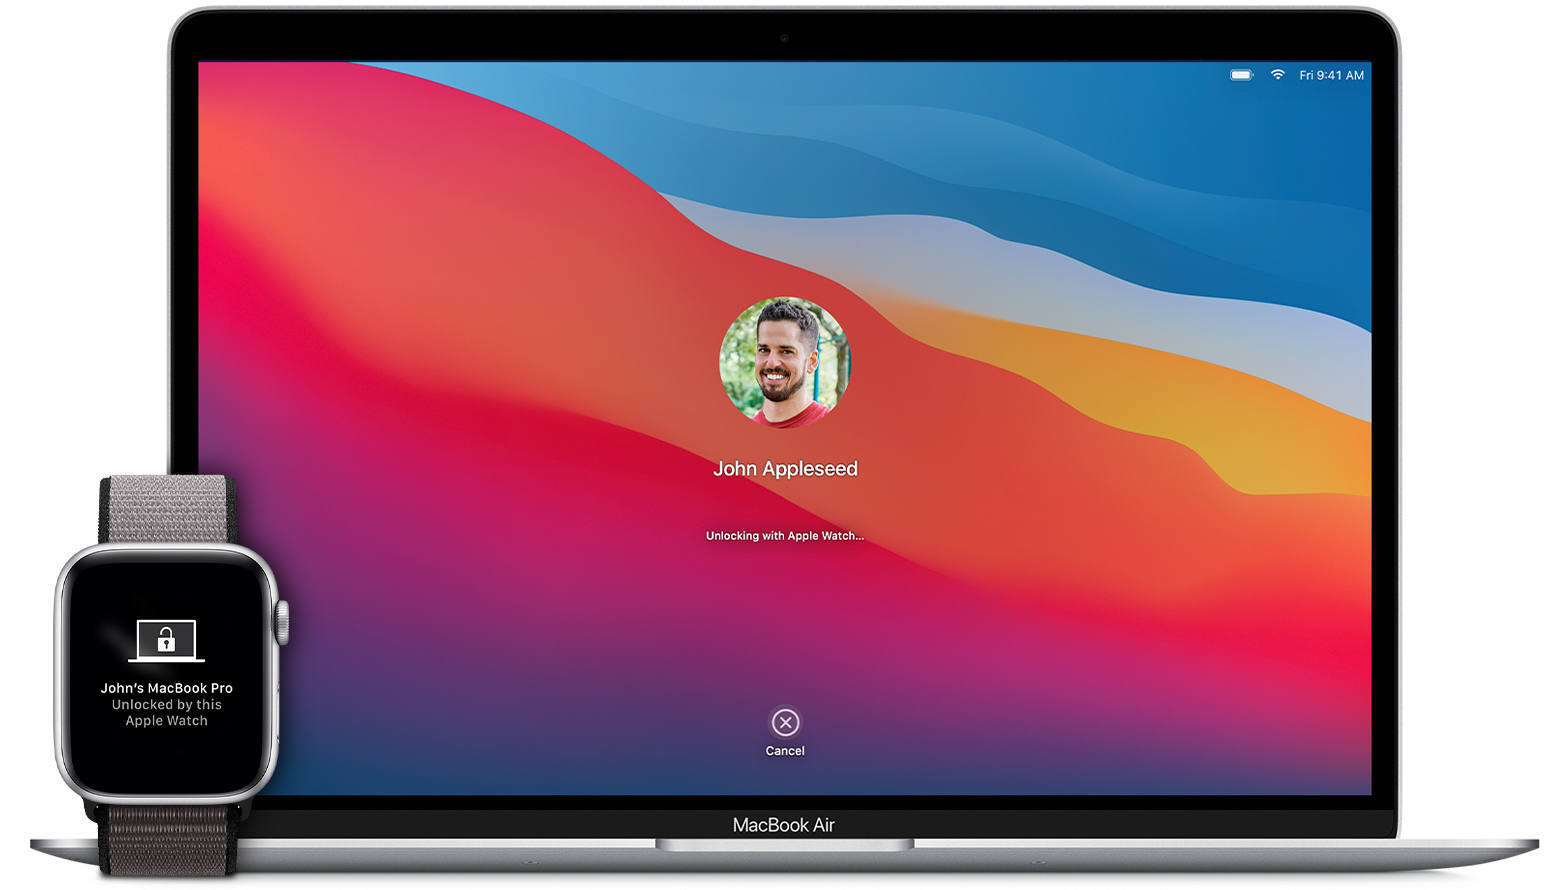 Fri 9:41 AM
John Appleseed
Unlocking with Apple Watch...
Cancel
MacBook Air
John's MacBook Pro
Unlocked by this
Apple Watch